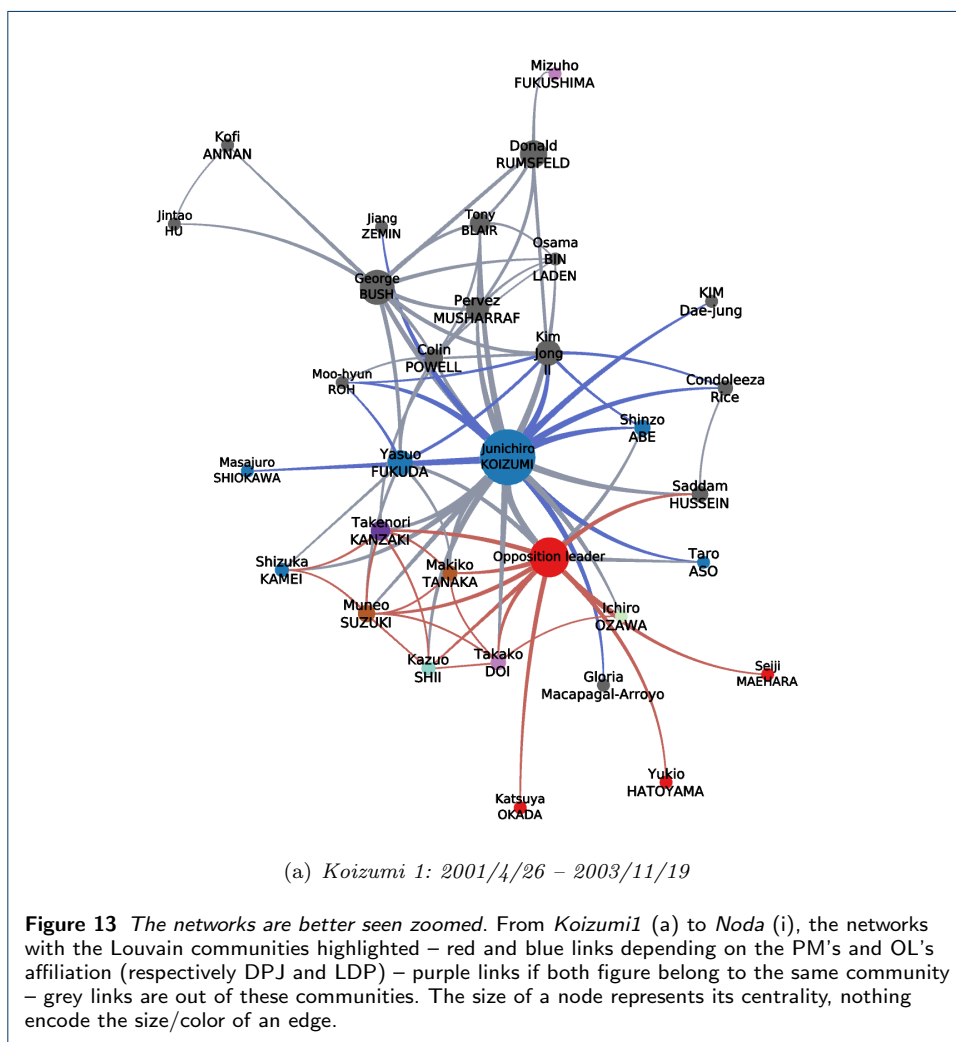 Mizuho
FUKUSHIMA
Kofi
ANNAN
Donald
RUMSFELD
Jintao
HU
Jiang
ZEMIN
Tony
BLAIR
Osama
BIN
LADEN
George
BUSH
Pervez
MUSHARRAF
KIM
Dae-jung
Kim
Jong
Il
Colin
POWELL
Moo-hyun
ROH
Condoleeza
Rice
Shinzo
ABE
Junichiro
KOIZUMI
Yasuo
FUKUDA
Masajuro
SHIOKAWA
Saddam
HUSSEIN
Takenori
KANZAKI
Opposition leader
Taro
ASO
Shizuka
KAMEI
Makiko
TANAKA
Muneo
SUZUKI
Ichiro
OZAWA
Kazuo
SHII
Takako
DOI
Gloria
Macapagal-Arroyo
Seiji
MAEHARA
Yukio
HATOYAMA
Katsuya
OKADA
(a) Koizumi 1: 2001/4/26 – 2003/11/19
Figure 13 The networks are better seen zoomed. From Koizumi1 (a) to Noda (i), the networks
with the Louvain communities highlighted – red and blue links depending on the PM's and OL's
affiliation (respectively DPJ and LDP) – purple links if both figure belong to the same community
– grey links are out of these communities. The size of a node represents its centrality, nothing
encode the size/color of an edge.